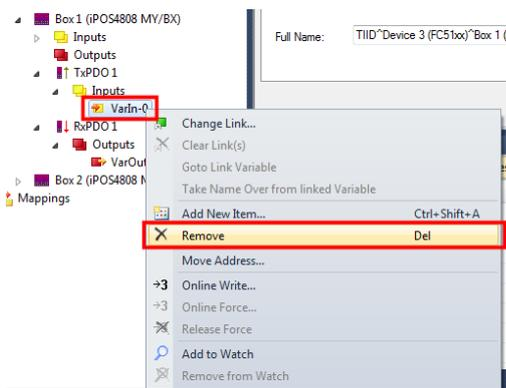 Box 1 (iPOS4808 MY/BX)
Inputs
Outputs
TxPDO 1
Inputs
VarIn-0
RxPDO 1
Outputs
VarOut
Box 2 (iPOS4808
Mappings
Full Name: TIID^Device 3 (FC51xx)^Box 1 (
Change Link...
Clear Link(s)
Goto Link Variable
Take Name Over from linked Variable
Add New Item... Ctrl+Shift+A
Remove Del
Move Address...
Online Write...
Online Force...
Release Force
Add to Watch
Remove from Watch